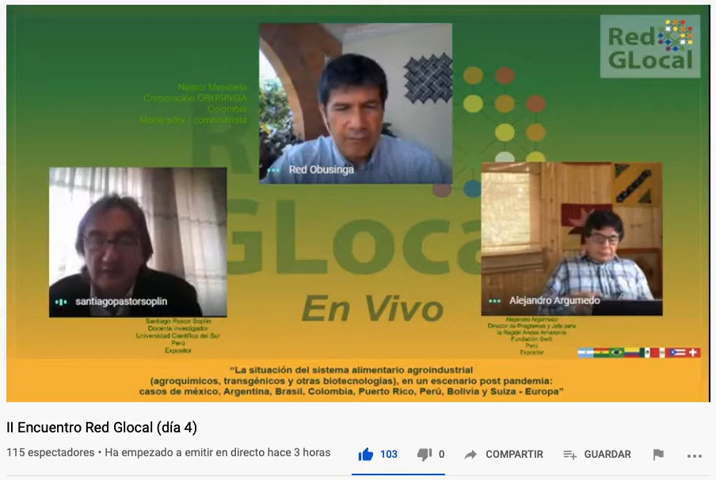 Red
GLocal
Néstor Mendieta
Corporación OBUSINGA
Colombia
Moderador / comentarista
Red Obusinga
santiagopastorsoplin
Alejandro Argumedo
Santiago Pastor Soplin
Docente Investigador
Universidad Científica del Sur
Perú
Expositor
Alejandro Argumedo
Director de Programas y Jefe para
la Región Andes Amazonía
Fundación Swift
Perú
Expositor
GLoca
En Vivo
“La situación del sistema alimentario agroindustrial
(agroquímicos, transgénicos y otras biotecnologías), en un escenario post pandemia:
casos de méxico, Argentina, Brasil, Colombia, Puerto Rico, Perú, Bolivia y Suiza - Europa”
II Encuentro Red Glocal (día 4)
115 espectadores • Ha empezado a emitir en directo hace 3 horas
103
0
COMPARTIR
GUARDAR